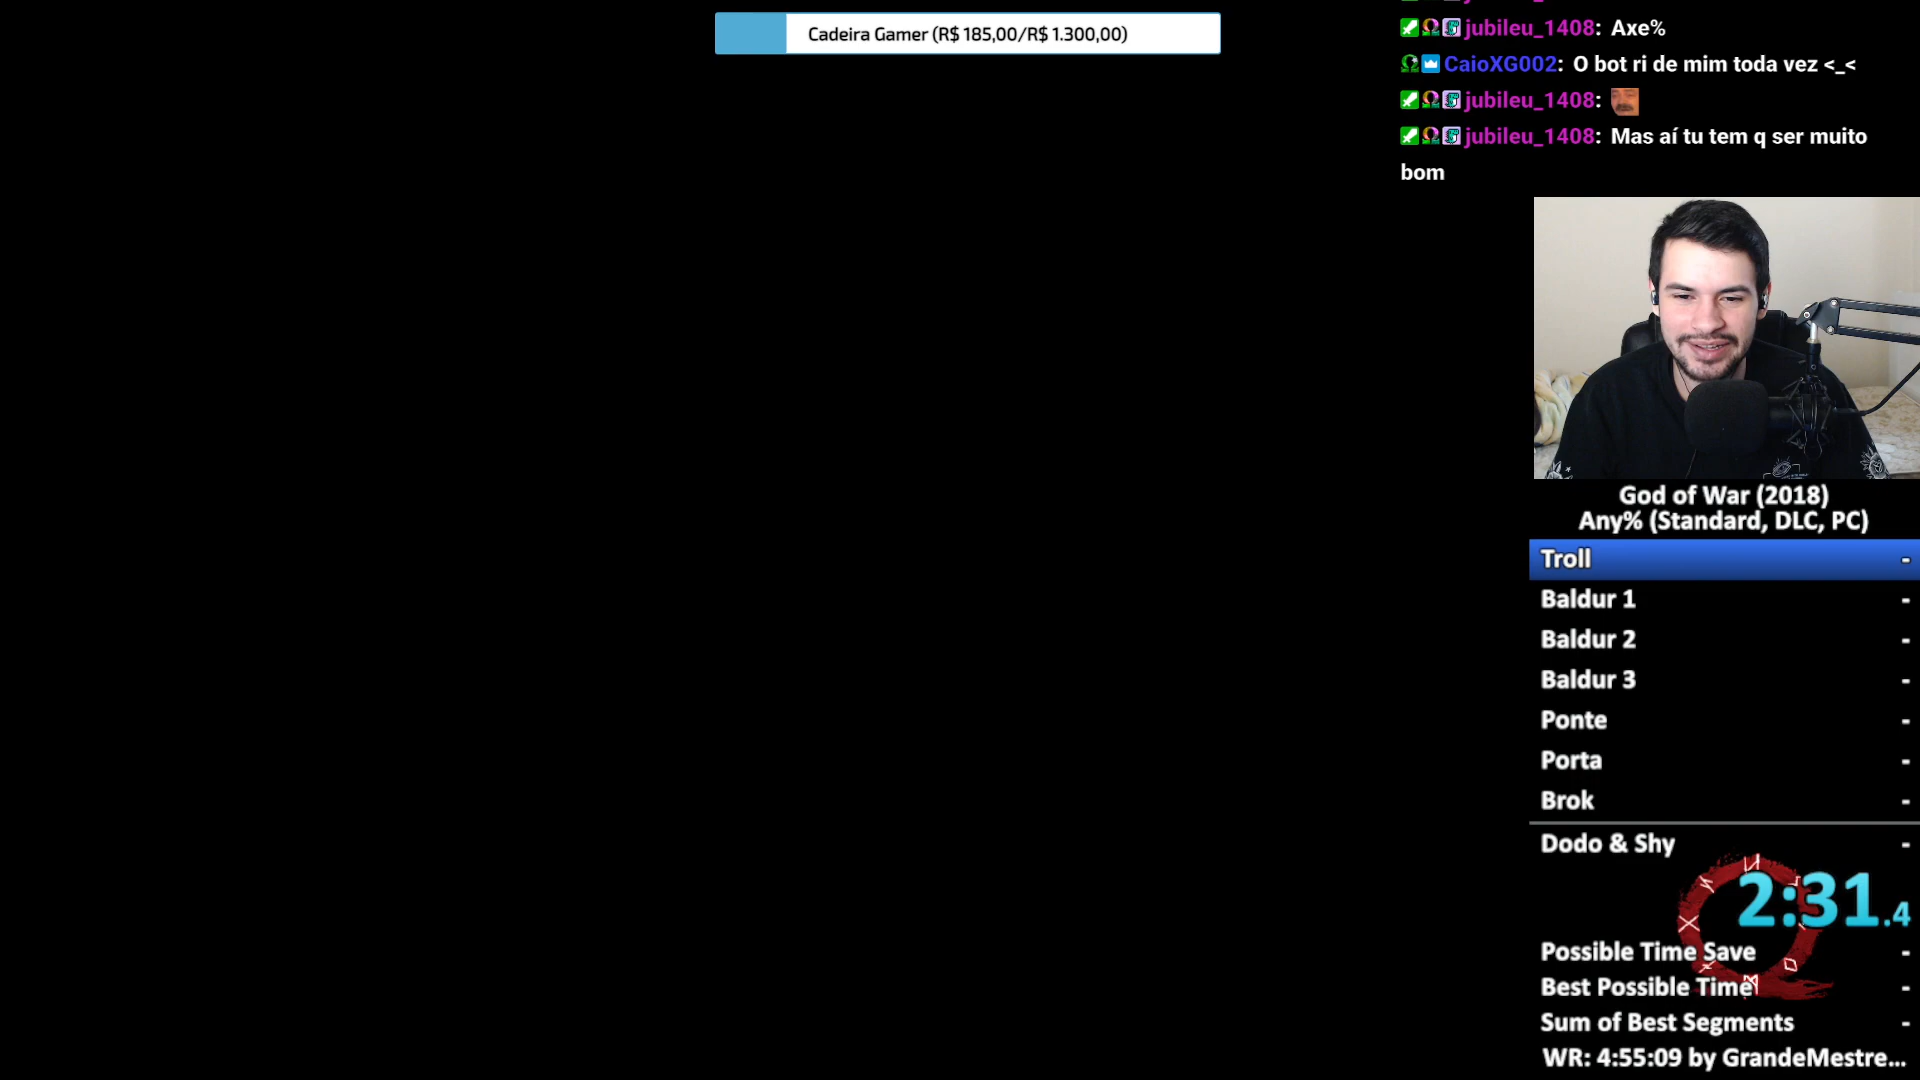 Cadeira Gamer (R$ 185,00/R$ 1.300,00)
jubileu_1408: Axe%
CaioXG002: O bot ri de mim toda vez <_<
jubileu_1408:
jubileu_1408: Mas aí tu tem q ser muito
bom
God of War (2018)
Any% (Standard, DLC, PC)
Troll -
Baldur 1 -
Baldur 2 -
Baldur 3 -
Ponte -
Porta -
Brok -
Dodo & Shy -
2:31.4
Possible Time Save -
Best Possible Time -
Sum of Best Segments -
WR: 4:55:09 by GrandeMestre...